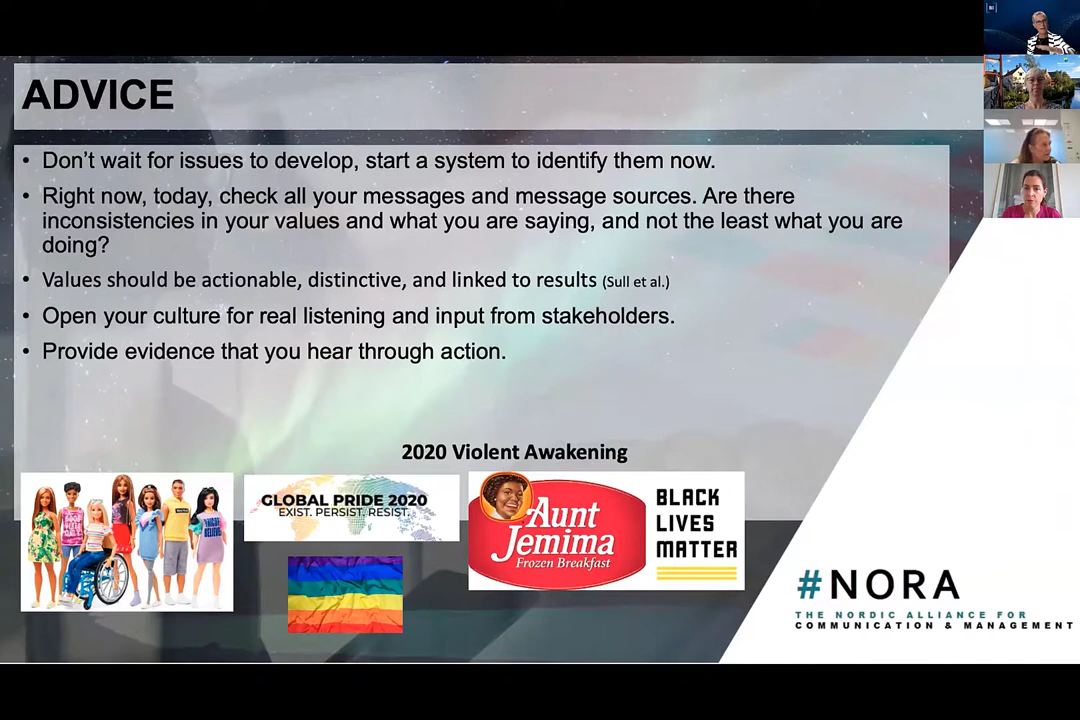 ADVICE
• Don't wait for issues to develop, start a system to identify them now.
• Right now, today, check all your messages and message sources. Are there
inconsistencies in your values and what you are saying, and not the least what you are
doing?
• Values should be actionable, distinctive, and linked to results (Sull et al.)
• Open your culture for real listening and input from stakeholders.
• Provide evidence that you hear through action.
2020 Violent Awakening
GLOBAL PRIDE 2020
EXIST. PERSIST. RESIST.
Aunt
Jemima
Frozen Breakfast
BLACK
LIVES
MATTER
#NORA
THE NORDIC ALLIANCE FOR
COMMUNICATION & MANAGEMENT